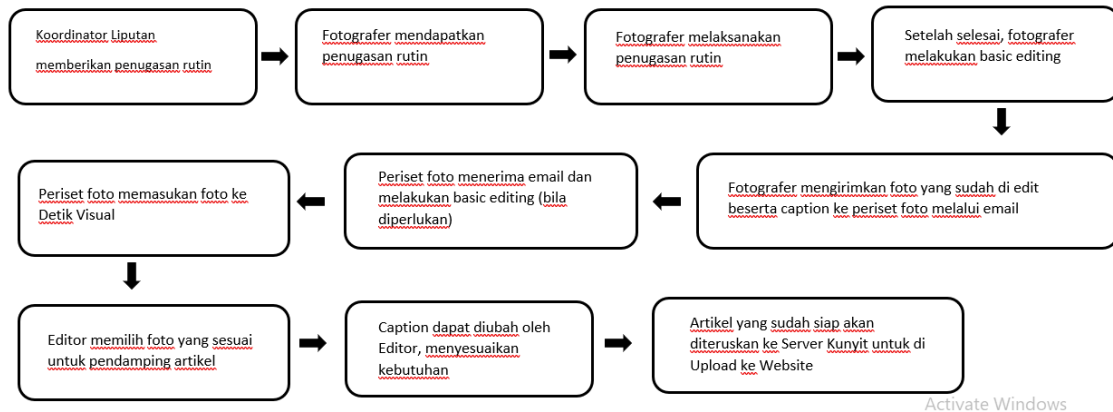 Koordinator Liputan
memberikan penugasan rutin
Fotografer mendapatkan
penugasan rutin
Fotografer melaksanakan
penugasan rutin
Setelah selesai, fotografer
melakukan basic editing
Fotografer mengirimkan foto yang sudah di edit
beserta caption ke periset foto melalui email
Periset foto menerima email dan
melakukan basic editing (bila
diperlukan)
Periset foto memasukan foto ke
Detik Visual
Editor memilih foto yang sesuai
untuk pendamping artikel
Caption dapat diubah oleh
Editor, menyesuaikan
kebutuhan
Artikel yang sudah siap akan
diteruskan ke Server Kunyit untuk di
Upload ke Website
Activate Windows